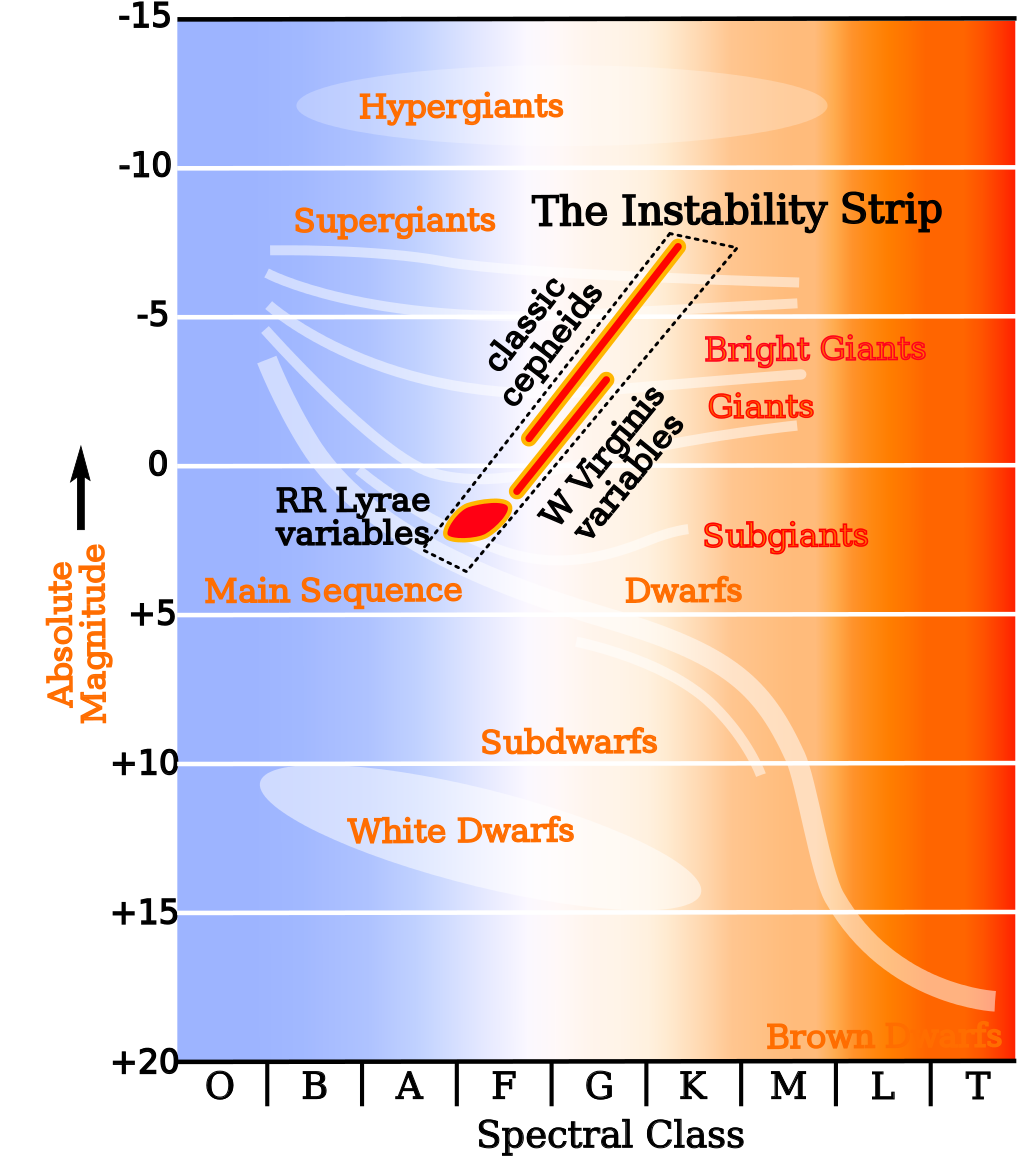 -15
Hypergiants
-10
The Instability Strip
Supergiants
classic
cepheids
-5
Bright Giants
Giants
W Virginis
variables
0
RR Lyrae
variables
Subgiants
Absolute
Magnitude
Main Sequence
Dwarfs
+5
Subdwarfs
+10
White Dwarfs
+15
Brown Dwarfs
+20
O B A F G K M L T
Spectral Class